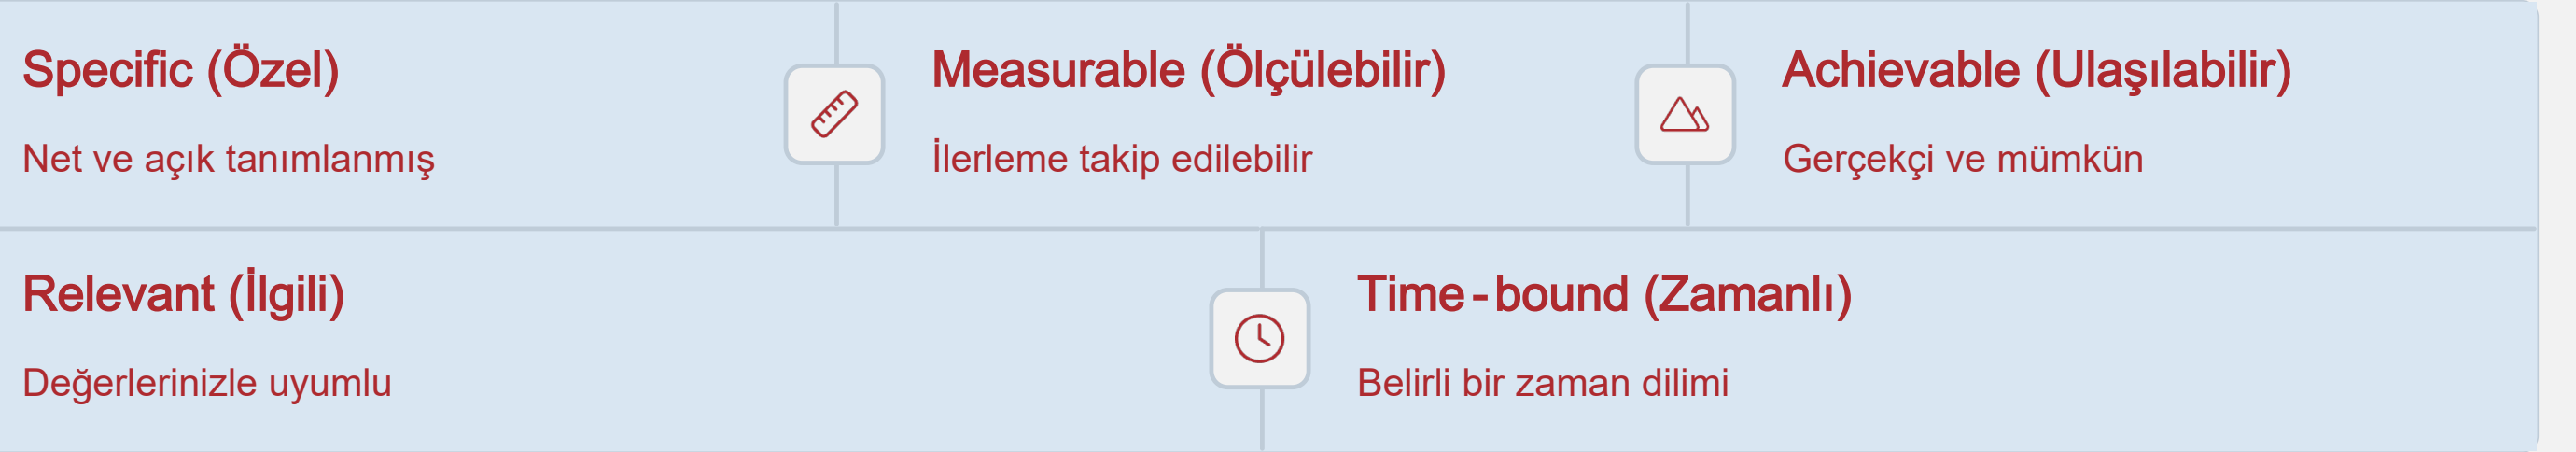 Specific (Özel)
Net ve açık tanımlanmış
Measurable (Ölçülebilir)
İlerleme takip edilebilir
Achievable (Ulaşılabilir)
Gerçekçi ve mümkün
Relevant (İlgili)
Değerlerinizle uyumlu
Time-bound (Zamanlı)
Belirli bir zaman dilimi